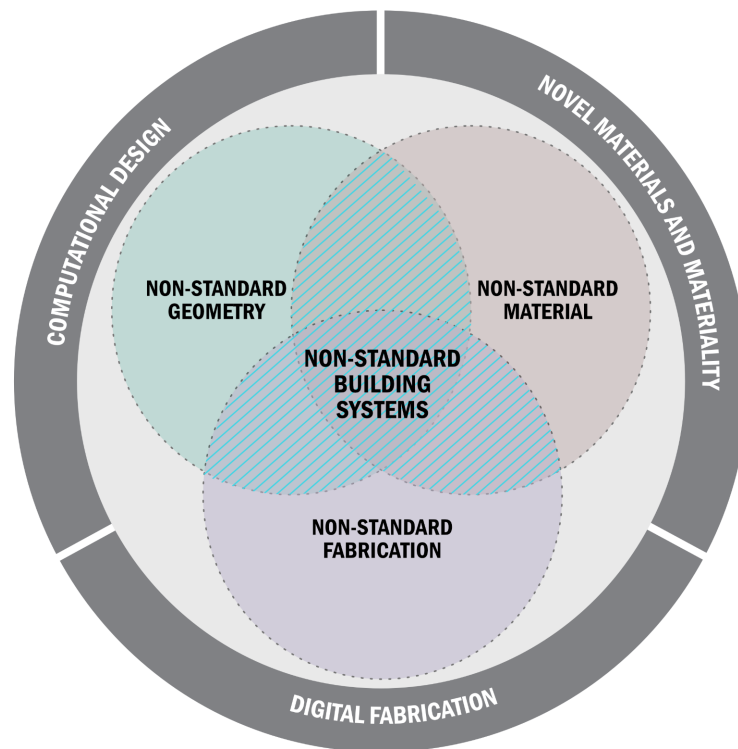 COMPUTATIONAL DESIGN
NOVEL MATERIALS AND MATERIALITY
NON-STANDARD
GEOMETRY
NON-STANDARD
MATERIAL
NON-STANDARD
BUILDING
SYSTEMS
NON-STANDARD
FABRICATION
DIGITAL FABRICATION